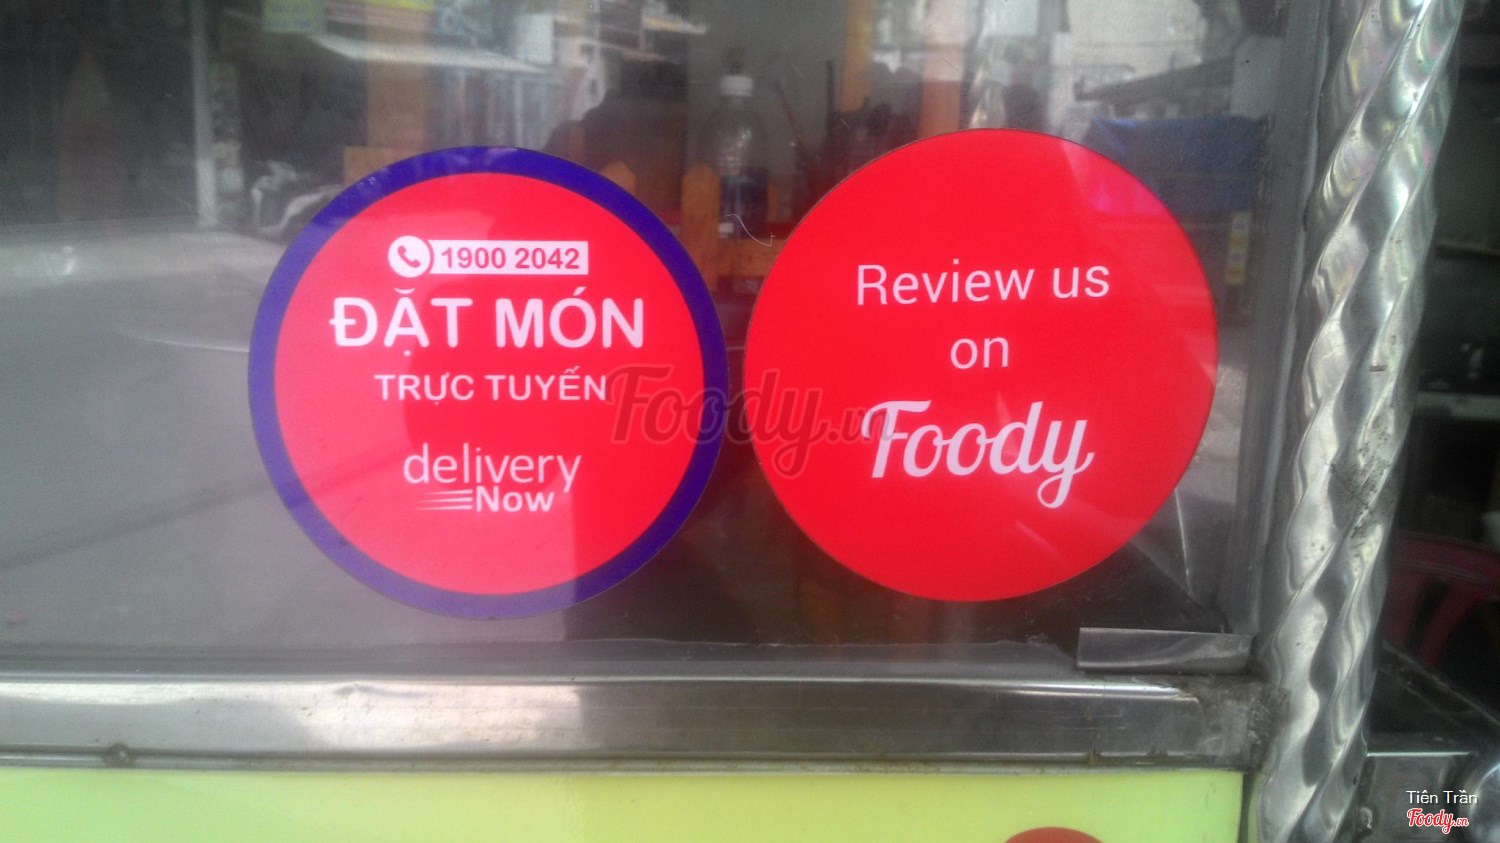 1900 2042
ĐẶT MÓN
TRỰC TUYẾN
delivery
Now
Review us
on
Foody
Foody.vn
Tiên Trần
Foody.vn